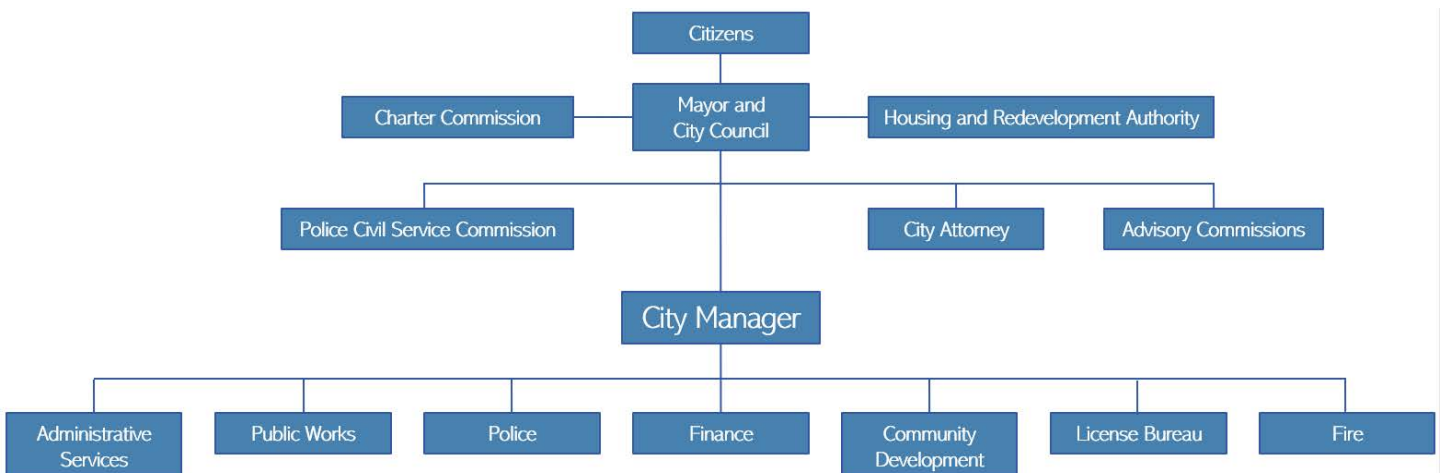 Citizens
Charter Commission
Mayor and
City Council
Housing and Redevelopment Authority
Police Civil Service Commission
City Attorney
Advisory Commissions
City Manager
Administrative
Services
Public Works
Police
Finance
Community
Development
License Bureau
Fire